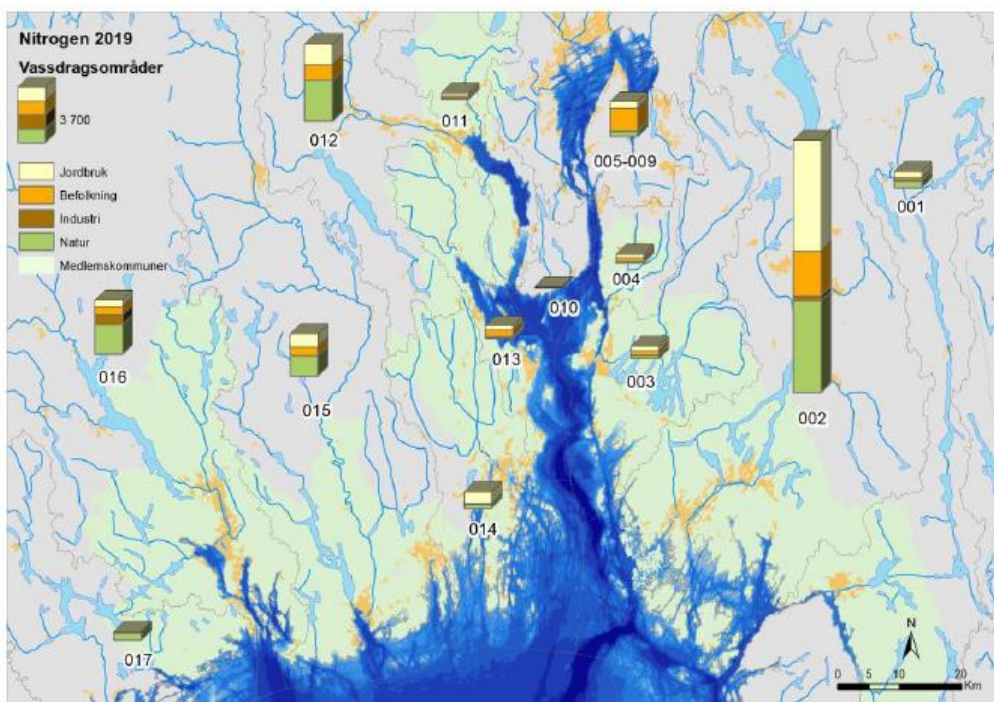 Nitrogen 2019
Vassdragsområder
3 700
Jordbruk
Befolkning
Industri
Natur
Medlemskommuner
012
011
005-009
001
004
010
002
016
015
013
003
014
017
N
0 5 10 20
Km